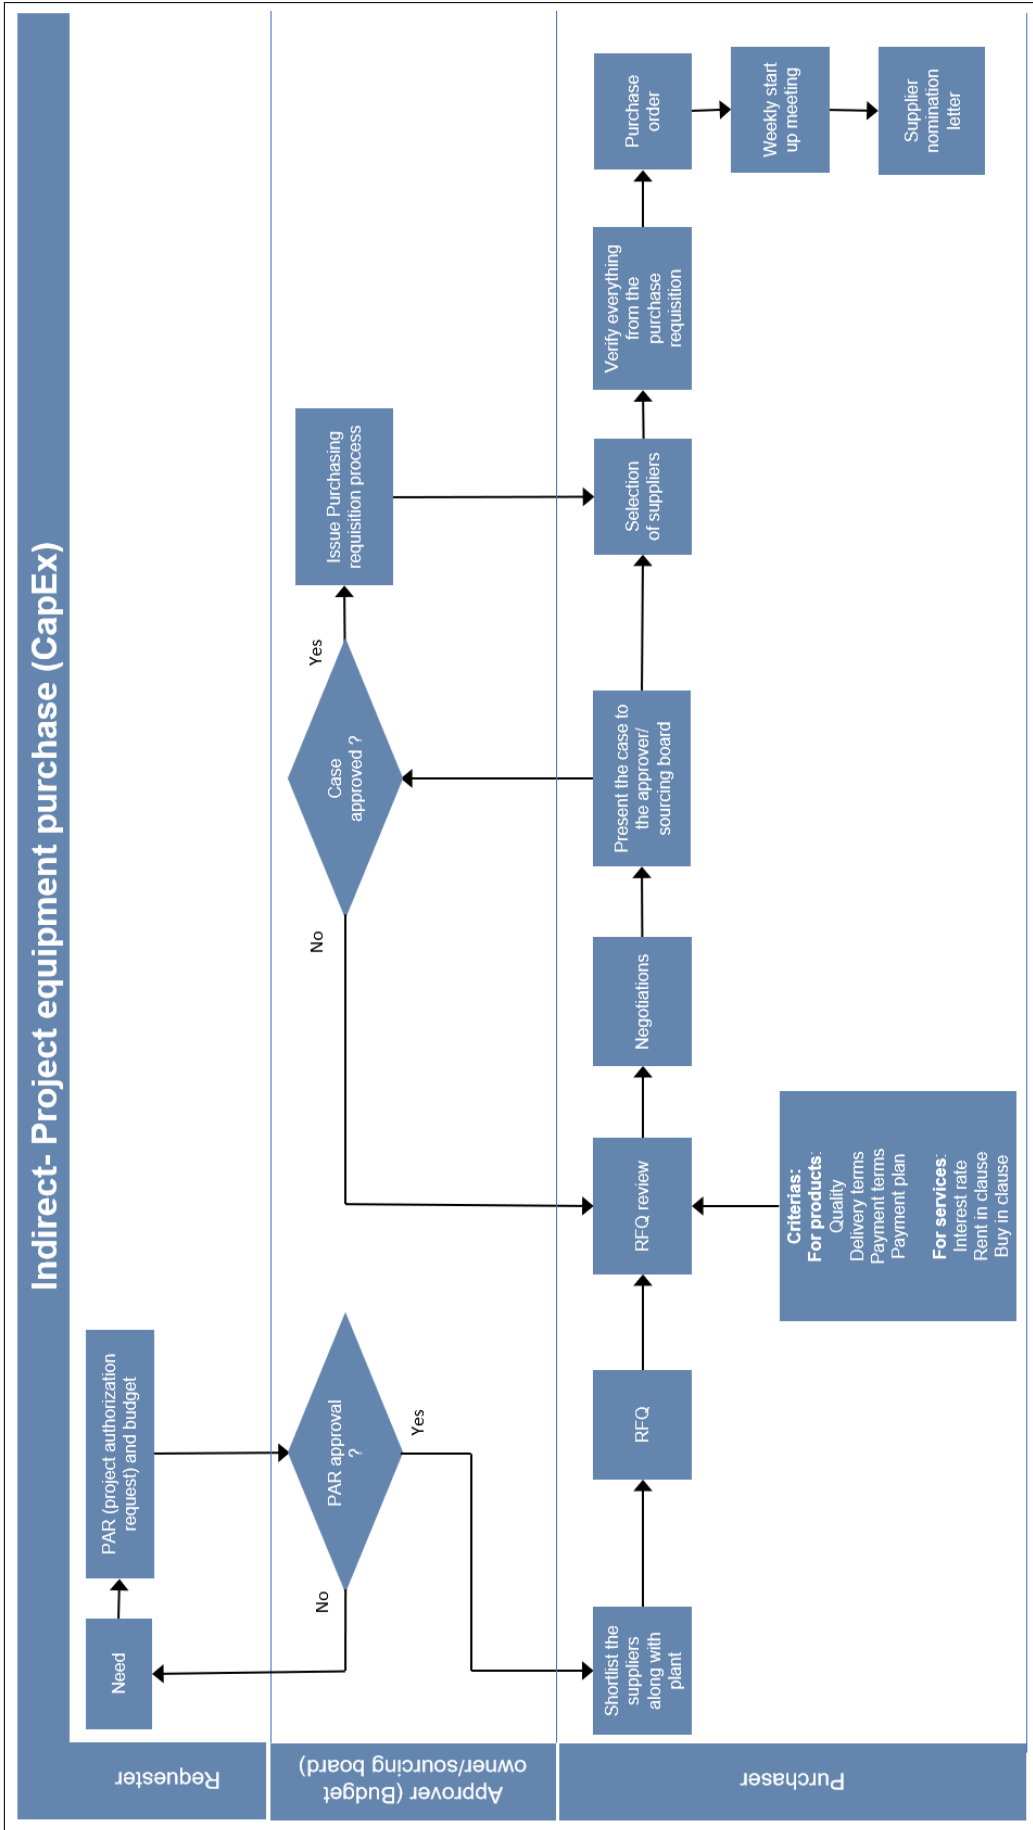 Indirect- Project equipment purchase (CapEx)
Requester
Need
PAR (project authorization
request) and budget
Approver (Budget
owner/sourcing board)
PAR approval
?
No
Yes
Case
approved ?
No
Yes
Issue Purchasing
requisition process
Purchaser
Shortlist the
suppliers
along with
plant
RFQ
RFQ review
Criterias:
For products:
Quality
Delivery terms
Payment terms
Payment plan
For services:
Interest rate
Rent in clause
Buy in clause
Negotiations
Present the case to
the approver/
sourcing board
Selection
of suppliers
Verify everything
from the
purchase
requisition
Purchase
order
Weekly start
up meeting
Supplier
nomination
letter